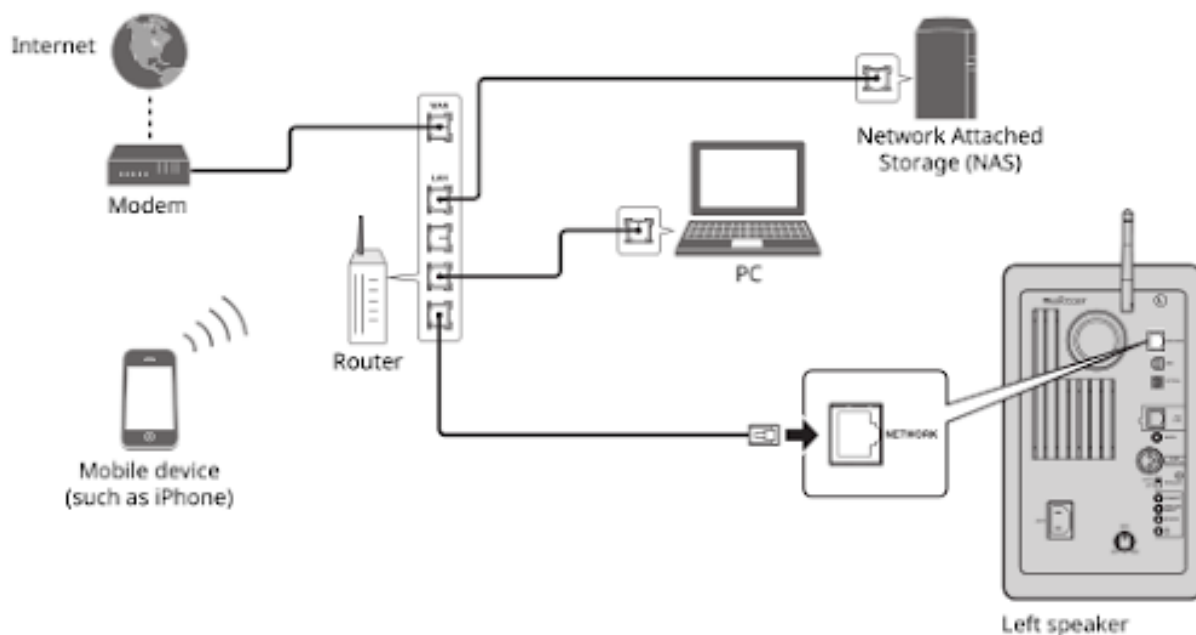 Internet
Modem
WAN
LAN
Network Attached
Storage (NAS)
PC
Router
Mobile device
(such as iPhone)
NETWORK
L
Left speaker